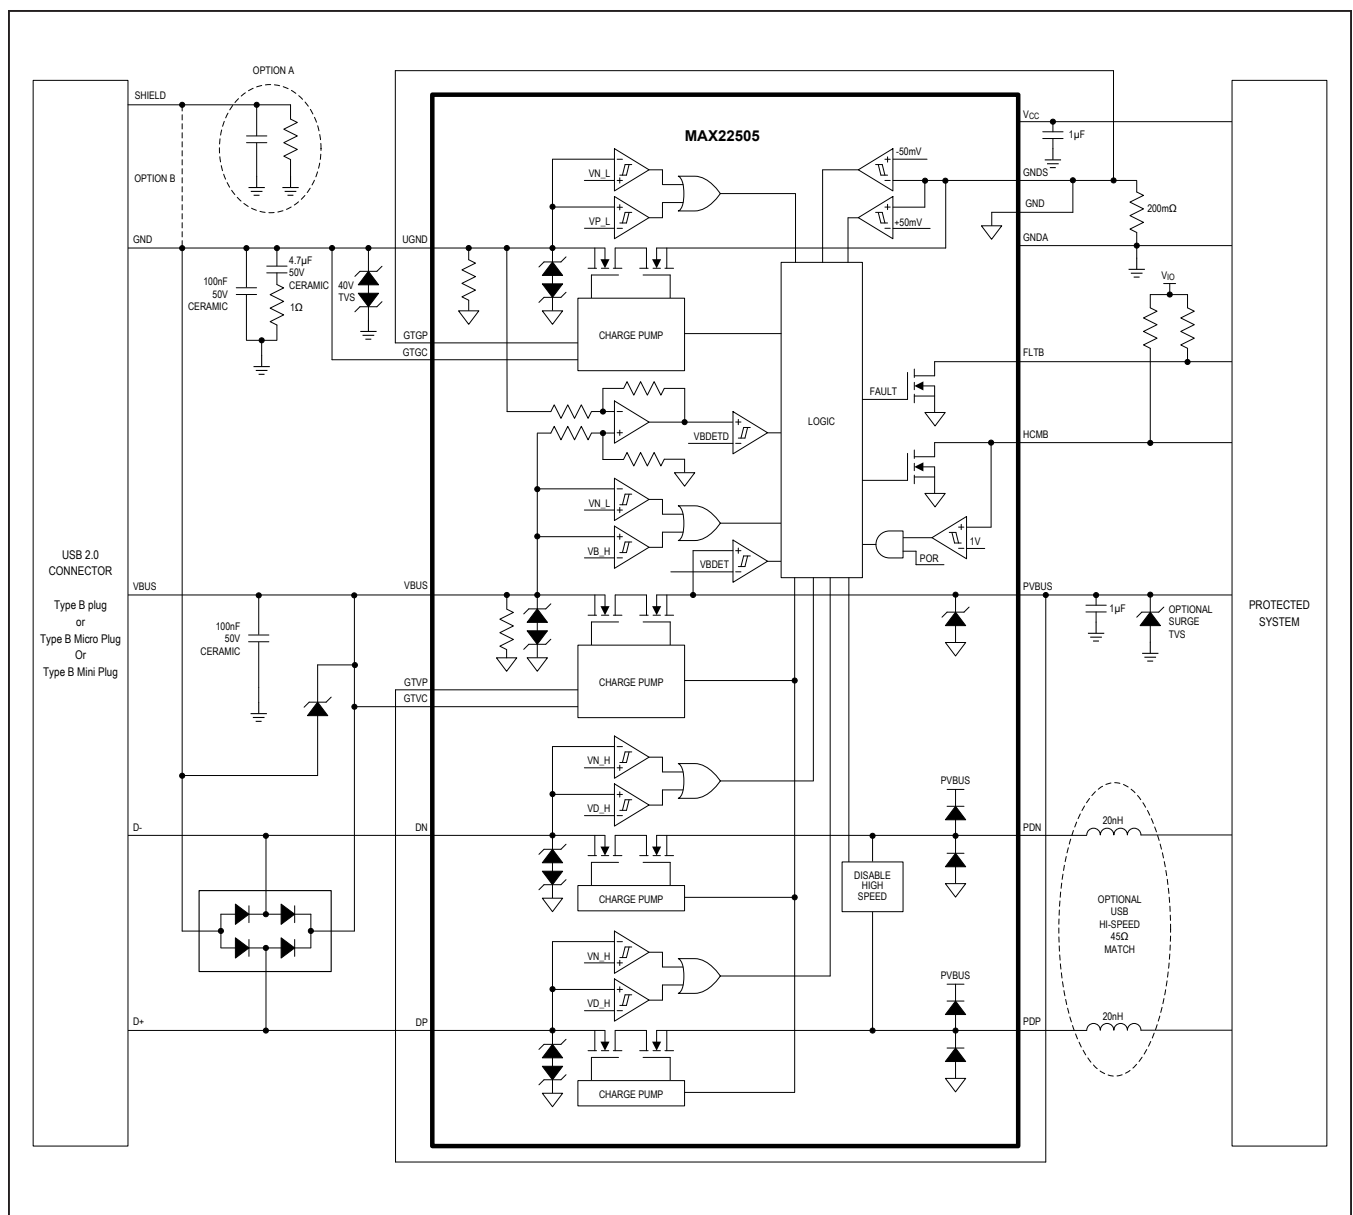 OPTION A
SHIELD
OPTION B
GND
100nF
50V
CERAMIC
4.7µF
50V
CERAMIC
1Ω
40V
TVS
UGND
GTGP
GTGC
USB 2.0
CONNECTOR
Type B plug
or
Type B Micro Plug
Or
Type B Mini Plug
VBUS
100nF
50V
CERAMIC
VBUS
GTVP
GTVC
D-
DN
D+
DP
MAX22505
VN_L
VP_L
-50mV
+50mV
CHARGE PUMP
VBDETD
LOGIC
FAULT
VN_L
VB_H
VBDET
1V
POR
CHARGE PUMP
VN_H
VD_H
CHARGE PUMP
DISABLE
HIGH
SPEED
PVBUS
VN_H
VD_H
CHARGE PUMP
PVBUS
VCC
1µF
GNDS
GND
200mΩ
GNDA
VIO
FLTB
HCMB
PVBUS
1µF
OPTIONAL
SURGE
TVS
PROTECTED
SYSTEM
PDN
20nH
OPTIONAL
USB
HI-SPEED
45Ω
MATCH
PDP
20nH